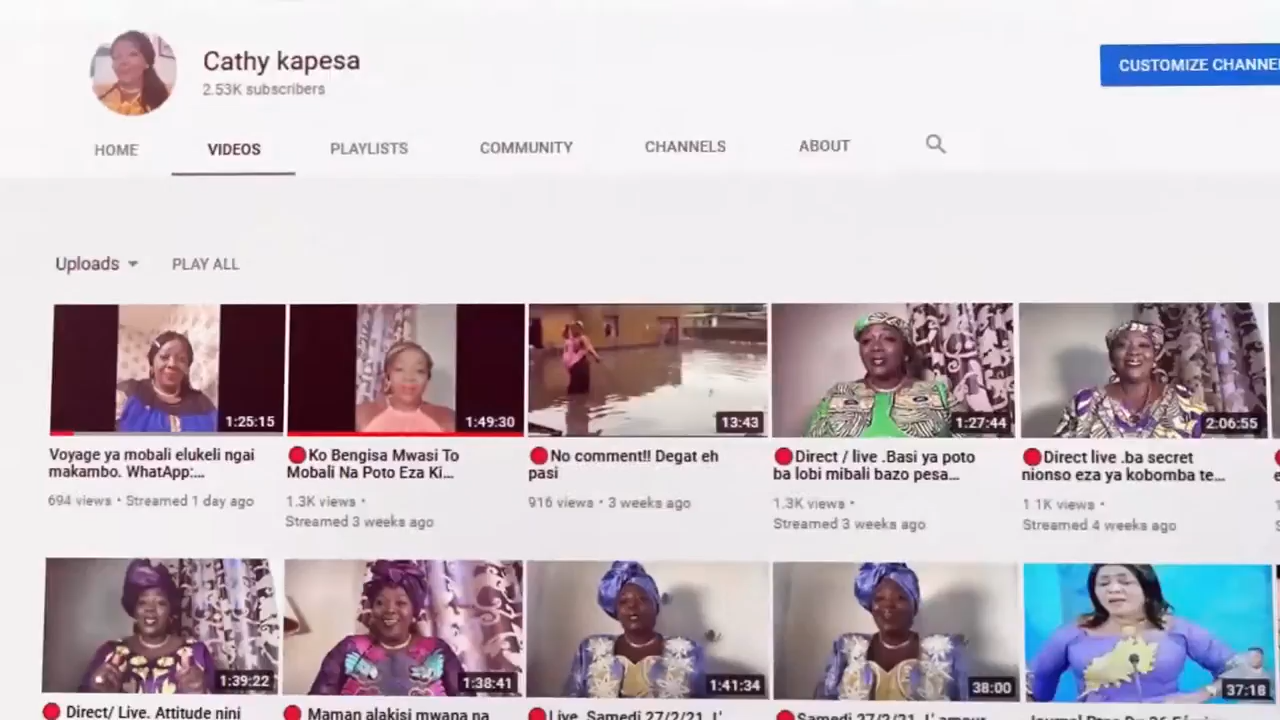 Cathy kapesa
2.53K subscribers
CUSTOMIZE CHANNEL
HOME VIDEOS PLAYLISTS COMMUNITY CHANNELS ABOUT
Uploads PLAY ALL
1:25:15 1:49:30 13:43 1:27:44 2:06:55
Voyage ya mobali elukeli ngai
makambo. WhatsApp:...
694 views • Streamed 1 day ago
Ko Bengisa Mwasi To
Mobali Na Poto Eza Ki...
1.3K views •
Streamed 3 weeks ago
No comment!! Degat eh
pasi
916 views • 3 weeks ago
Direct / live .Basi ya poto
ba lobi mibali bazo pesa...
1.3K views •
Streamed 3 weeks ago
Direct live .ba secret
nionso eza ya kobomba te...
1.1K views •
Streamed 4 weeks ago
1:39:22 1:38:41 1:41:34 38:00 37:18
Direct/ Live. Attitude nini
Maman alakisi mwana na
Live. Samedi 27/2/21. L'
Samedi 27/2/21. L' amour